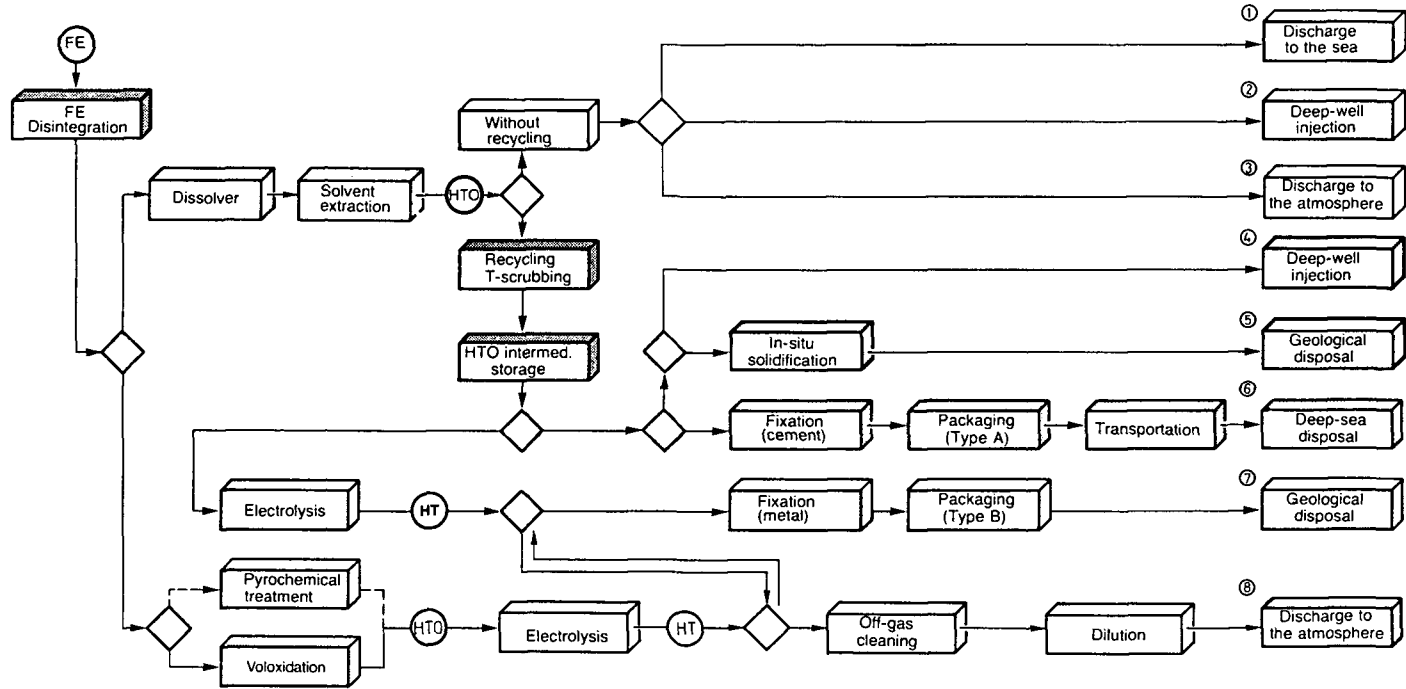 FE
FE
Disintegration
Dissolver
Solvent
extraction
HTO
Without
recycling
①
Discharge
to the sea
②
Deep-well
injection
③
Discharge to
the atmosphere
Recycling
T-scrubbing
④
Deep-well
injection
HTO intermed.
storage
In-situ
solidification
⑤
Geological
disposal
Fixation
(cement)
Packaging
(Type A)
Transportation
⑥
Deep-sea
disposal
Electrolysis
HT
Fixation
(metal)
Packaging
(Type B)
⑦
Geological
disposal
Pyrochemical
treatment
Voloxidation
HTO
Electrolysis
HT
Off-gas
cleaning
Dilution
⑧
Discharge to
the atmosphere